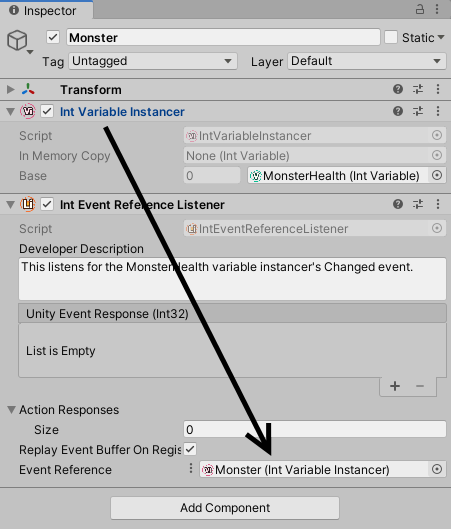 Inspector
Monster
Static
Tag Untagged Layer Default
Transform
Int Variable Instancer
Script IntVariableInstancer
In Memory Copy None (Int Variable)
Base 0 MonsterHealth (Int Variable)
Int Event Reference Listener
Script IntEventReferenceListener
Developer Description
This listens for the MonsterHealth variable instancer's Changed event.
Unity Event Response (Int32)
List is Empty
Action Responses
Size 0
Replay Event Buffer On Regis
Event Reference Monster (Int Variable Instancer)
Add Component